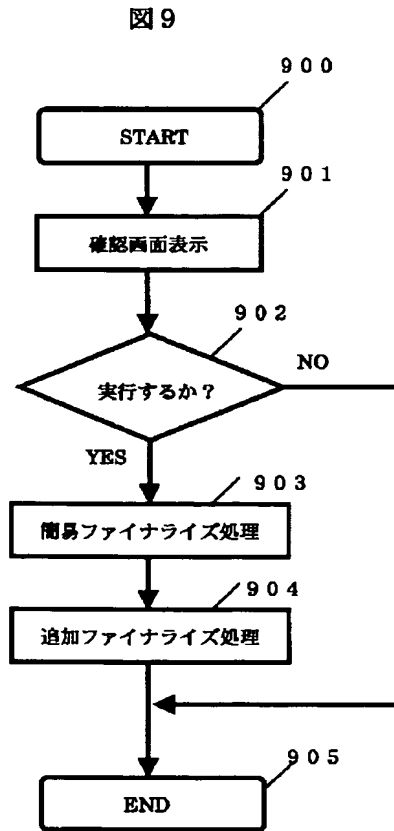 図9
900
START
901
確認画面表示
902
実行するか？
NO
YES
903
簡易ファイナライズ処理
904
追加ファイナライズ処理
905
END